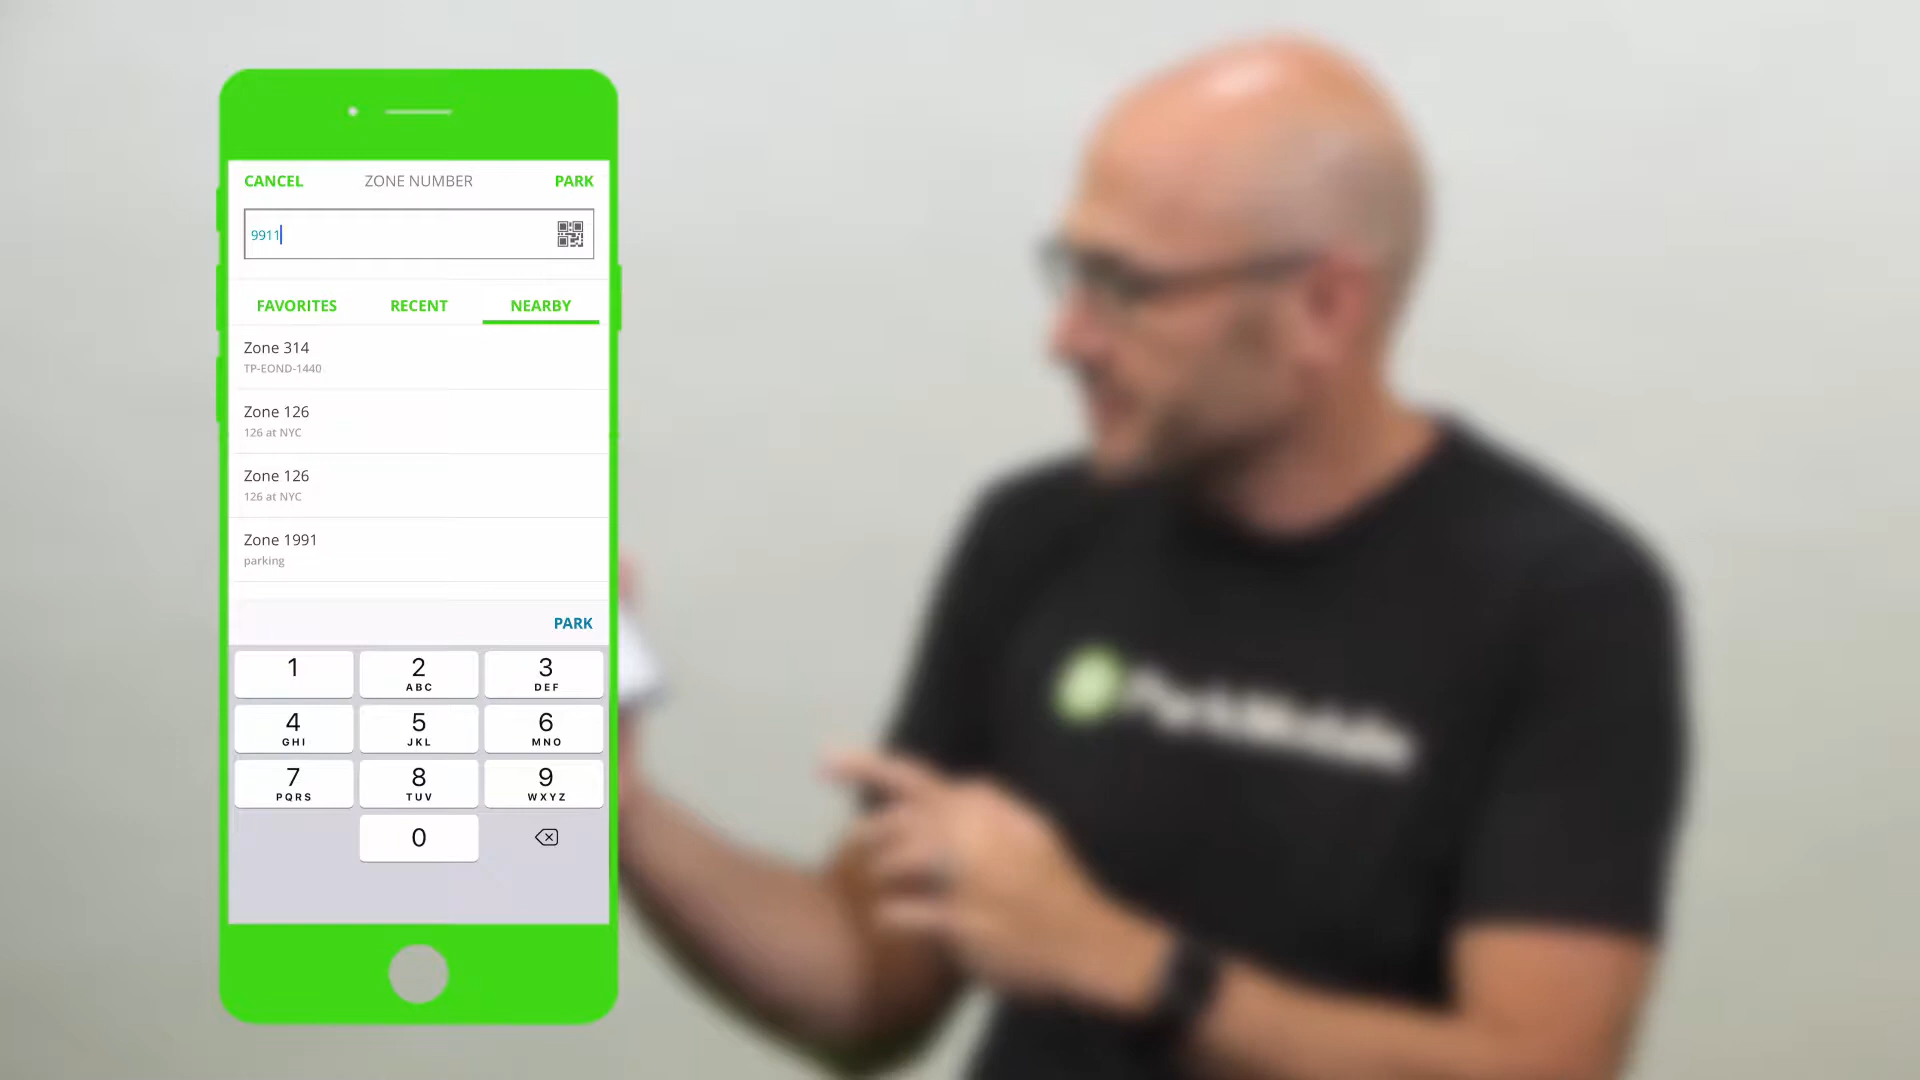 CANCEL ZONE NUMBER PARK
9911
FAVORITES RECENT NEARBY
Zone 314
TP-EOND-1440
Zone 126
126 at NYC
Zone 126
126 at NYC
Zone 1991
parking
PARK
1 2 3
ABC DEF
4 5 6
GHI JKL MNO
7 8 9
PQRS TUV WXYZ
0
ParkMobile